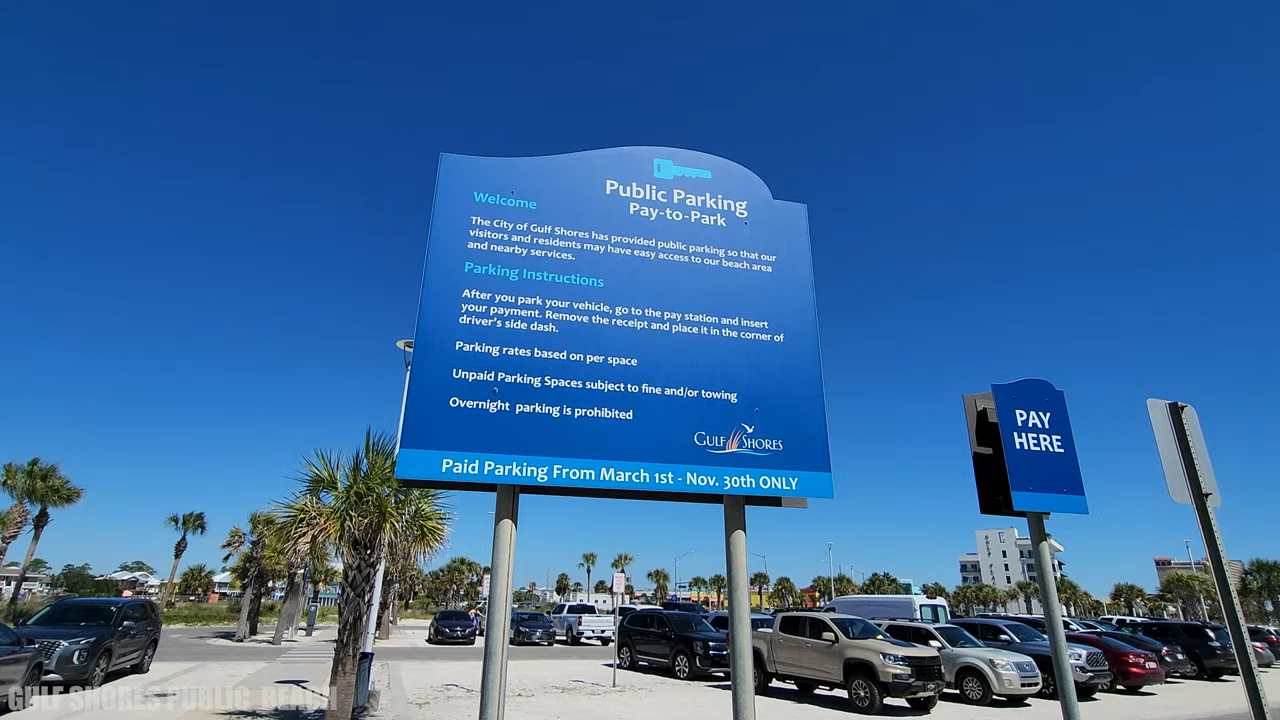 Public Parking
Pay-to-Park
Welcome
The City of Gulf Shores has provided public parking so that our
visitors and residents may have easy access to our beach area
and nearby services.
Parking Instructions
After you park your vehicle, go to the pay station and insert
your payment. Remove the receipt and place it in the corner of
driver's side dash.
Parking rates based on per space
Unpaid Parking Spaces subject to fine and/or towing
Overnight parking is prohibited
GULF SHORES
Paid Parking From March 1st - Nov. 30th ONLY
PAY
HERE
GULF SHORES PUBLIC BEACH